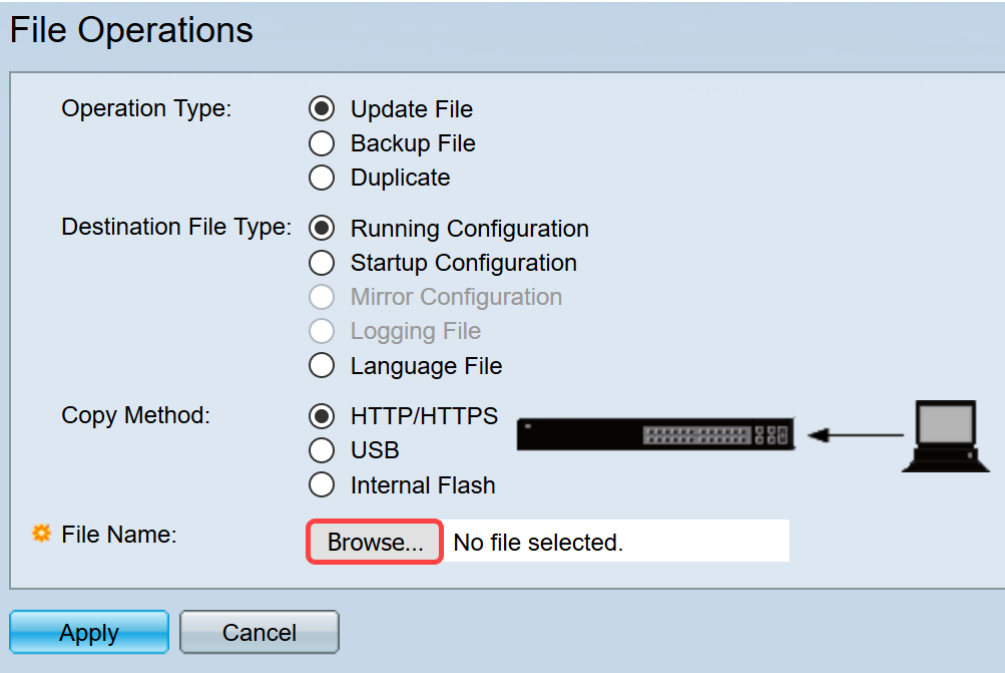 File Operations
Operation Type:
Update File
Backup File
Duplicate
Destination File Type:
Running Configuration
Startup Configuration
Mirror Configuration
Logging File
Language File
Copy Method:
HTTP/HTTPS
USB
Internal Flash
File Name:
Browse... No file selected.
Apply Cancel